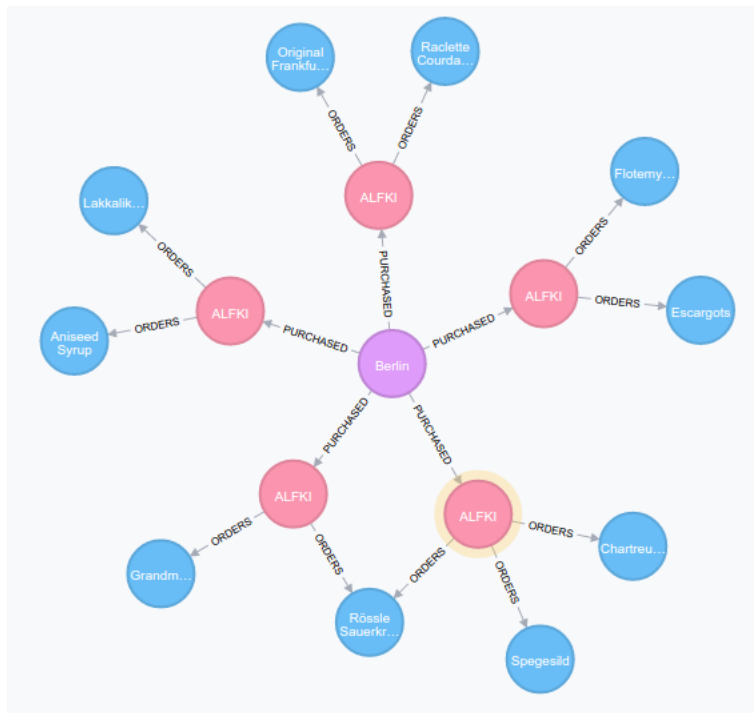 Original
Frankfu...
Raclette
Courda...
ORDERS
ORDERS
ALFKI
Flotemy...
Lakkalik...
ORDERS
ORDERS
PURCHASED
ALFKI
ORDERS
Escargots
ALFKI
ORDERS
Aniseed
Syrup
PURCHASED
PURCHASED
Berlin
PURCHASED
PURCHASED
ALFKI
ALFKI
ORDERS
ORDERS
ORDERS
ORDERS
ORDERS
Chartreu...
Grandm...
Rössle
Sauerkr...
Spegesild